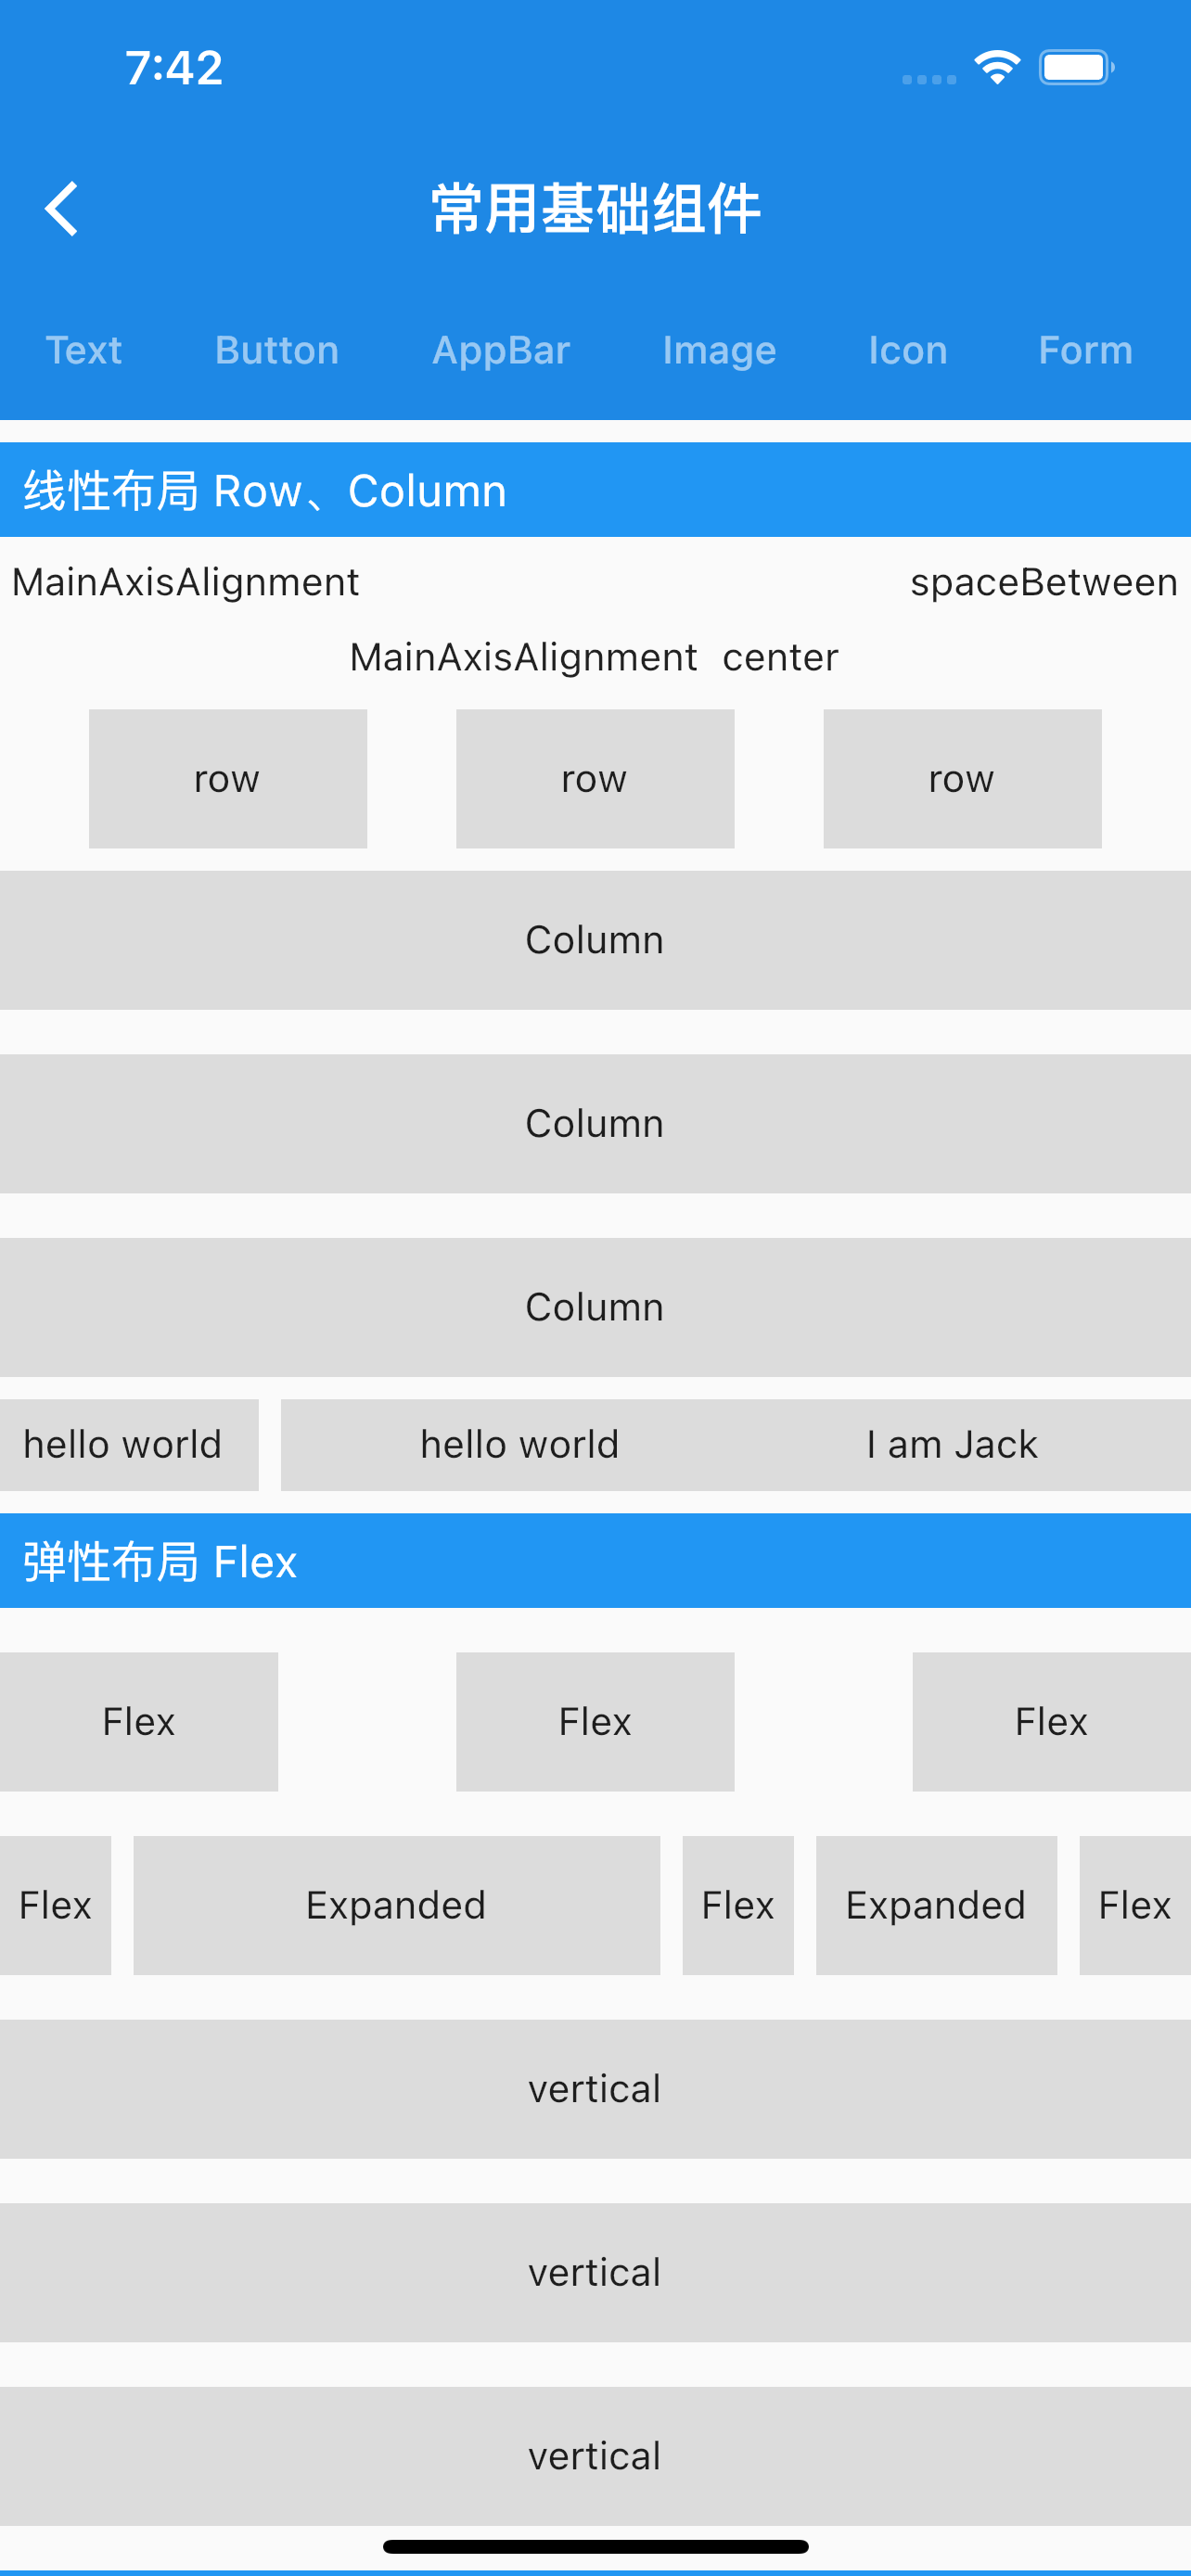 7:42
常用基础组件
Text Button AppBar Image Icon Form
线性布局 Row、Column
MainAxisAlignment spaceBetween
MainAxisAlignment center
row row row
Column
Column
Column
hello world hello world I am Jack
弹性布局 Flex
Flex Flex Flex
Flex Expanded Flex Expanded Flex
vertical
vertical
vertical